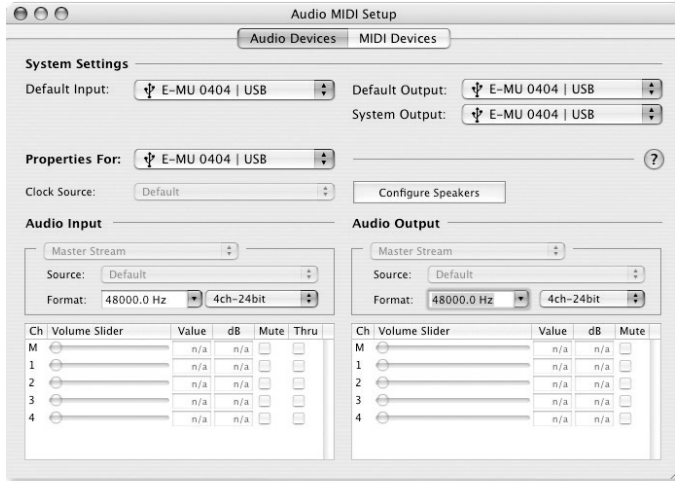 Audio MIDI Setup
Audio Devices MIDI Devices
System Settings
Default Input: E-MU 0404 | USB
Default Output: E-MU 0404 | USB
System Output: E-MU 0404 | USB
Properties For: E-MU 0404 | USB ?
Clock Source: Default
Configure Speakers
Audio Input
Master Stream
Source: Default
Format: 48000.0 Hz 4ch-24bit
Ch Volume Slider Value dB Mute Thru
M n/a n/a
1 n/a n/a
2 n/a n/a
3 n/a n/a
4 n/a n/a
Audio Output
Master Stream
Source: Default
Format: 48000.0 Hz 4ch-24bit
Ch Volume Slider Value dB Mute
M n/a n/a
1 n/a n/a
2 n/a n/a
3 n/a n/a
4 n/a n/a